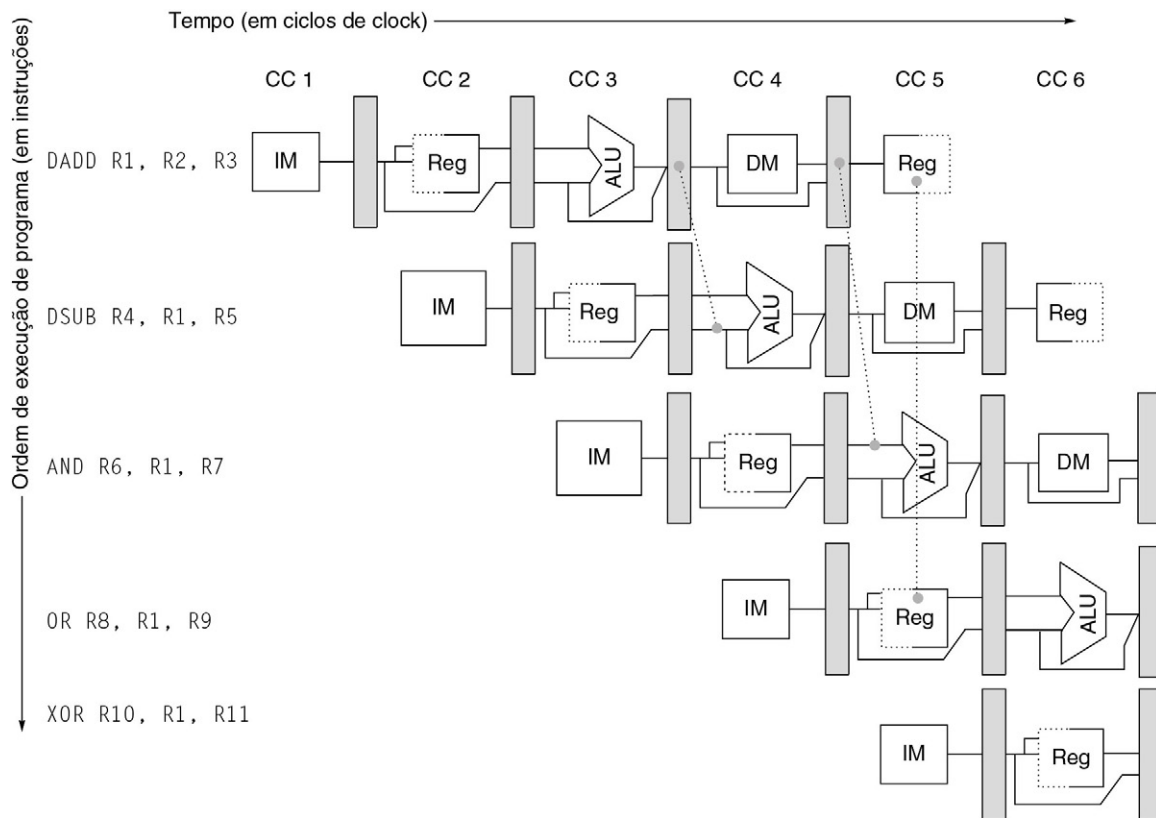 Tempo (em ciclos de clock)
Ordem de execução de programa (em instruções)
CC 1 CC 2 CC 3 CC 4 CC 5 CC 6
DADD R1, R2, R3 IM Reg ALU DM Reg
DSUB R4, R1, R5 IM Reg ALU DM Reg
AND R6, R1, R7 IM Reg ALU DM
OR R8, R1, R9 IM Reg ALU
XOR R10, R1, R11 IM Reg